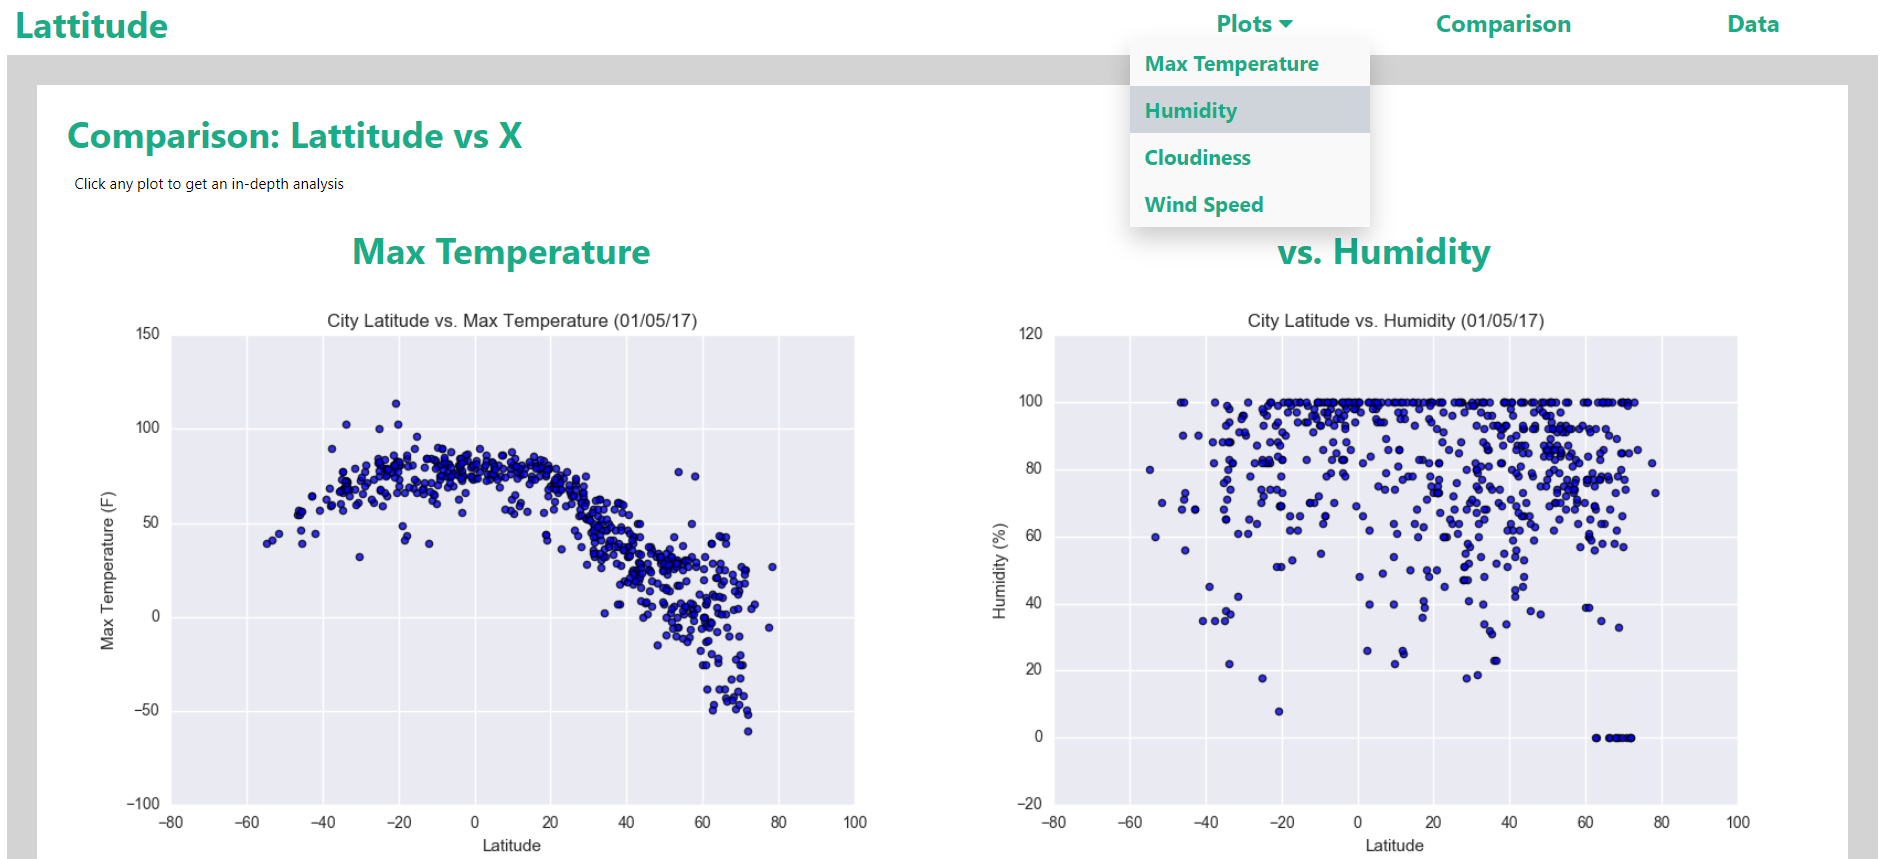 Lattitude
Plots
Comparison
Data
Max Temperature
Humidity
Cloudiness
Wind Speed
Comparison: Lattitude vs X
Click any plot to get an in-depth analysis
Max Temperature
City Latitude vs. Max Temperature (01/05/17)
150
100
50
0
−50
−100
Max Temperature (F)
−80 −60 −40 −20 0 20 40 60 80 100
Latitude
vs. Humidity
City Latitude vs. Humidity (01/05/17)
120
100
80
60
40
20
0
−20
Humidity (%)
−80 −60 −40 −20 0 20 40 60 80 100
Latitude